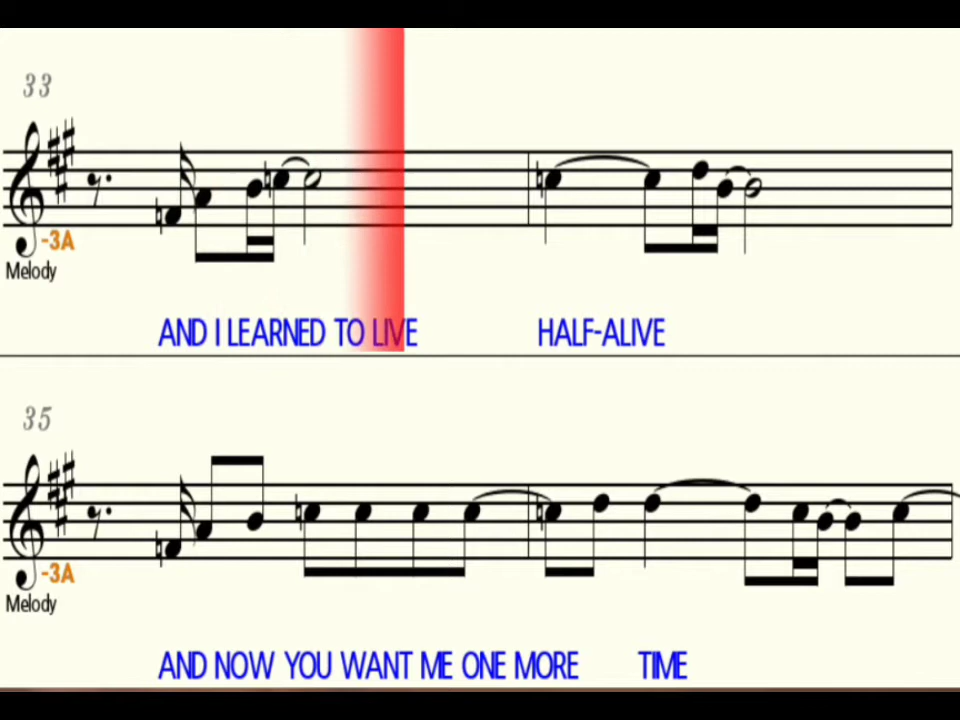 33
-3A
Melody
AND I LEARNED TO LIVE HALF-ALIVE
35
-3A
Melody
AND NOW YOU WANT ME ONE MORE TIME